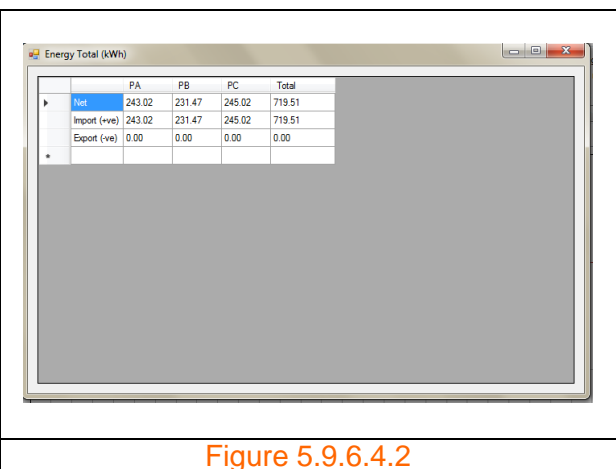 Energy Total (kWh)
PA PB PC Total
Net 243.02 231.47 245.02 719.51
Import (+ve) 243.02 231.47 245.02 719.51
Export (-ve) 0.00 0.00 0.00 0.00
Figure 5.9.6.4.2